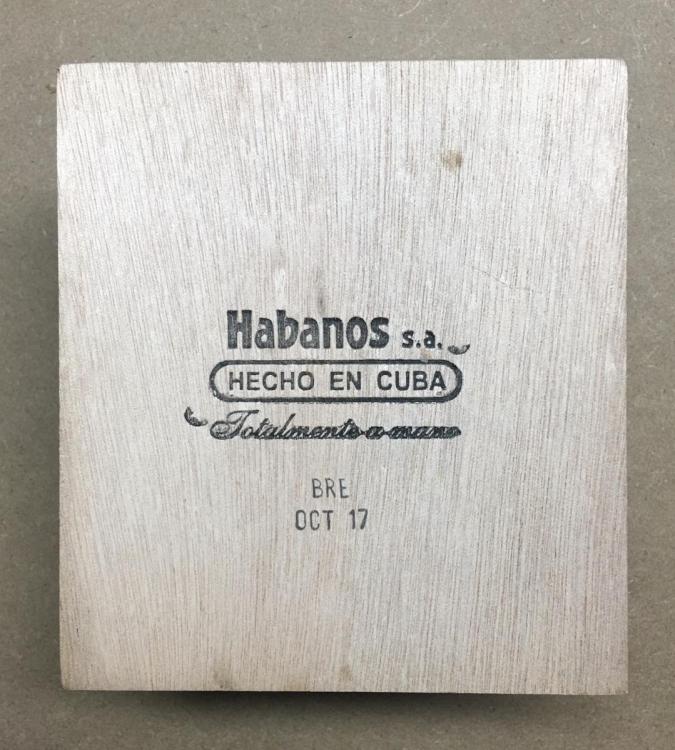 Habanos s.a.
HECHO EN CUBA
Totalmente a mano
BRE
OCT 17